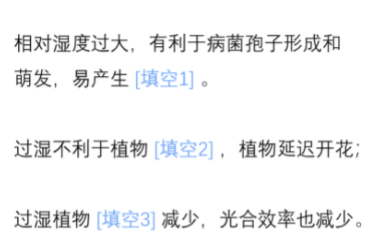 相对湿度过大，有利于病菌孢子形成和
萌发，易产生 [填空1] 。
过湿不利于植物 [填空2] ，植物延迟开花；
过湿植物 [填空3] 减少，光合效率也减少。